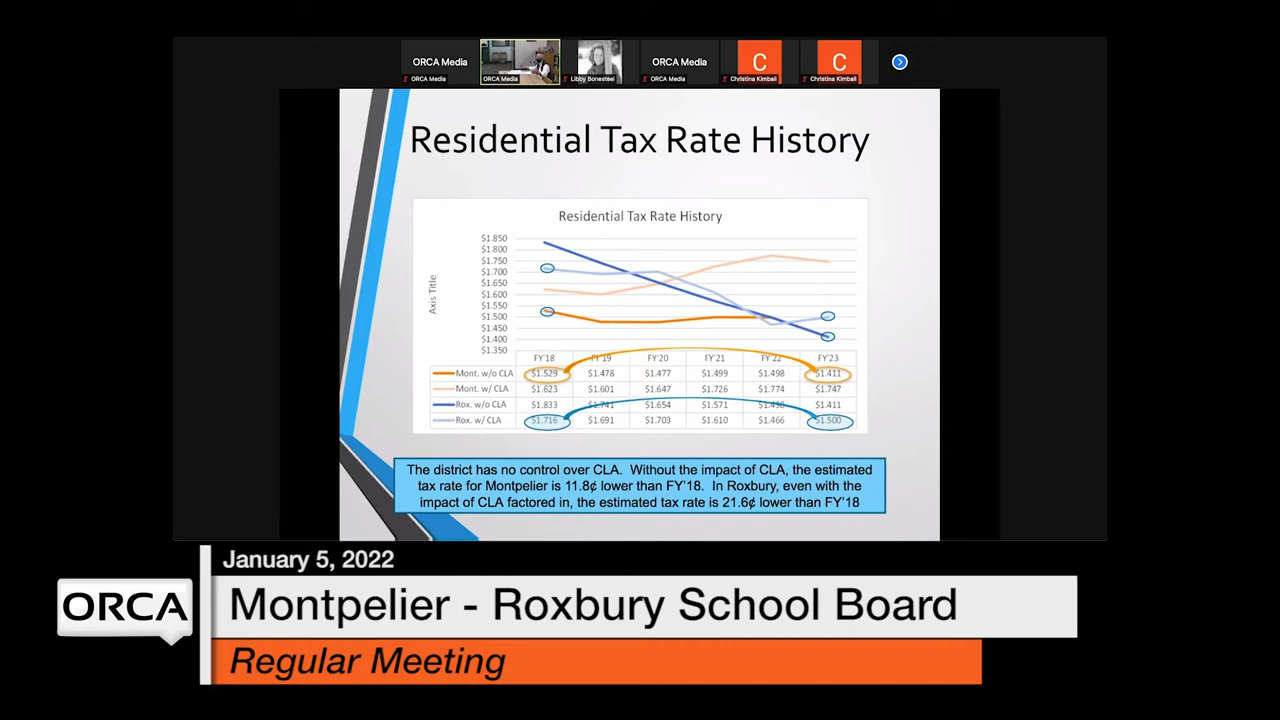 ORCA Media
ORCA Media
C
C
ORCA Media
ORCA Media
Libby Bonesteel
ORCA Media
Christina Kimball
Christina Kimball
Residential Tax Rate History
Residential Tax Rate History
Axis Title
$1.850
$1.800
$1.750
$1.700
$1.650
$1.600
$1.550
$1.500
$1.450
$1.400
$1.350
FY'18 FY'19 FY'20 FY'21 FY'22 FY'23
Mont. w/o CLA $1.529 $1.478 $1.477 $1.499 $1.498 $1.411
Mont. w/ CLA $1.623 $1.601 $1.647 $1.726 $1.774 $1.747
Rox. w/o CLA $1.833 $1.741 $1.654 $1.571 $1.498 $1.411
Rox. w/ CLA $1.716 $1.691 $1.703 $1.610 $1.466 $1.500
The district has no control over CLA. Without the impact of CLA, the estimated
tax rate for Montpelier is 11.8¢ lower than FY'18. In Roxbury, even with the
impact of CLA factored in, the estimated tax rate is 21.6¢ lower than FY'18
January 5, 2022
ORCA
Montpelier - Roxbury School Board
Regular Meeting